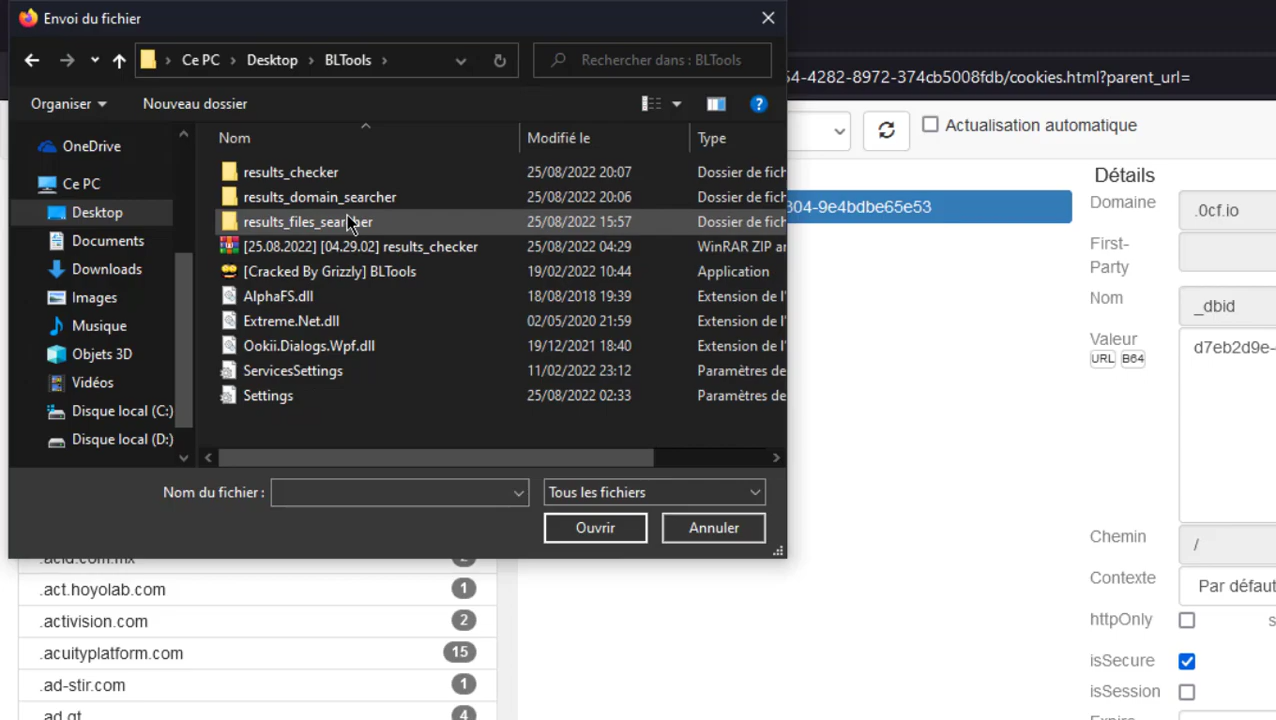 Envoi du fichier
Ce PC > Desktop > BLTools >
Rechercher dans : BLTools
54-4282-8972-374cb5008fdb/cookies.html?parent_url=
Organiser
Nouveau dossier
Actualisation automatique
Nom
Modifié le
Type
OneDrive
Ce PC
Desktop
Documents
Downloads
Images
Musique
Objets 3D
Vidéos
Disque local (C:)
Disque local (D:)
results_checker 25/08/2022 20:07 Dossier de fich
results_domain_searcher 25/08/2022 20:06 Dossier de fich
results_files_searcher 25/08/2022 15:57 Dossier de fich
[25.08.2022] [04.29.02] results_checker 25/08/2022 04:29 WinRAR ZIP ar
[Cracked By Grizzly] BLTools 19/02/2022 10:44 Application
AlphaFS.dll 18/08/2018 19:39 Extension de l'
Extreme.Net.dll 02/05/2020 21:59 Extension de l'
Ookii.Dialogs.Wpf.dll 19/12/2021 18:40 Extension de l'
ServicesSettings 11/02/2022 23:12 Paramètres de
Settings 25/08/2022 02:33 Paramètres de
Nom du fichier :
Tous les fichiers
Ouvrir
Annuler
304-9e4bdbe65e53
Détails
Domaine
.0cf.io
First-
Party
Nom
_dbid
Valeur
URL B64
d7eb2d9e-
Chemin
/
Contexte
Par défaut
httpOnly
s
isSecure
isSession
.acid.com.mx 2
.act.hoyolab.com 1
.activision.com 2
.acuityplatform.com 15
.ad-stir.com 1
.ad.gt 4